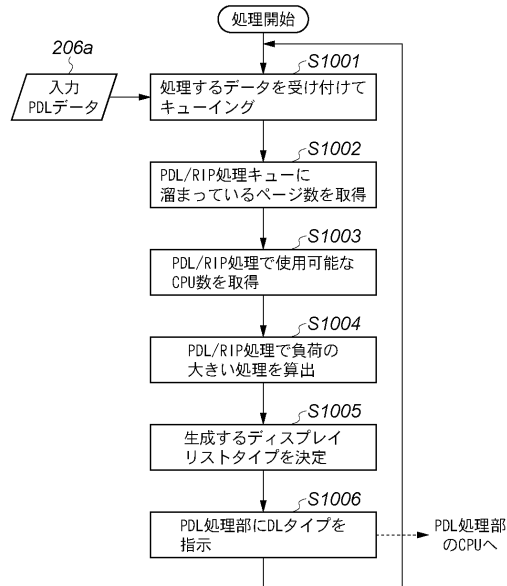 処理開始
206a
入力
PDLデータ
S1001
処理するデータを受け付けて
キューイング
S1002
PDL/RIP処理キューに
溜まっているページ数を取得
S1003
PDL/RIP処理で使用可能な
CPU数を取得
S1004
PDL/RIP処理で負荷の
大きい処理を算出
S1005
生成するディスプレイ
リストタイプを決定
S1006
PDL処理部にDLタイプを
指示
PDL処理部
のCPUへ